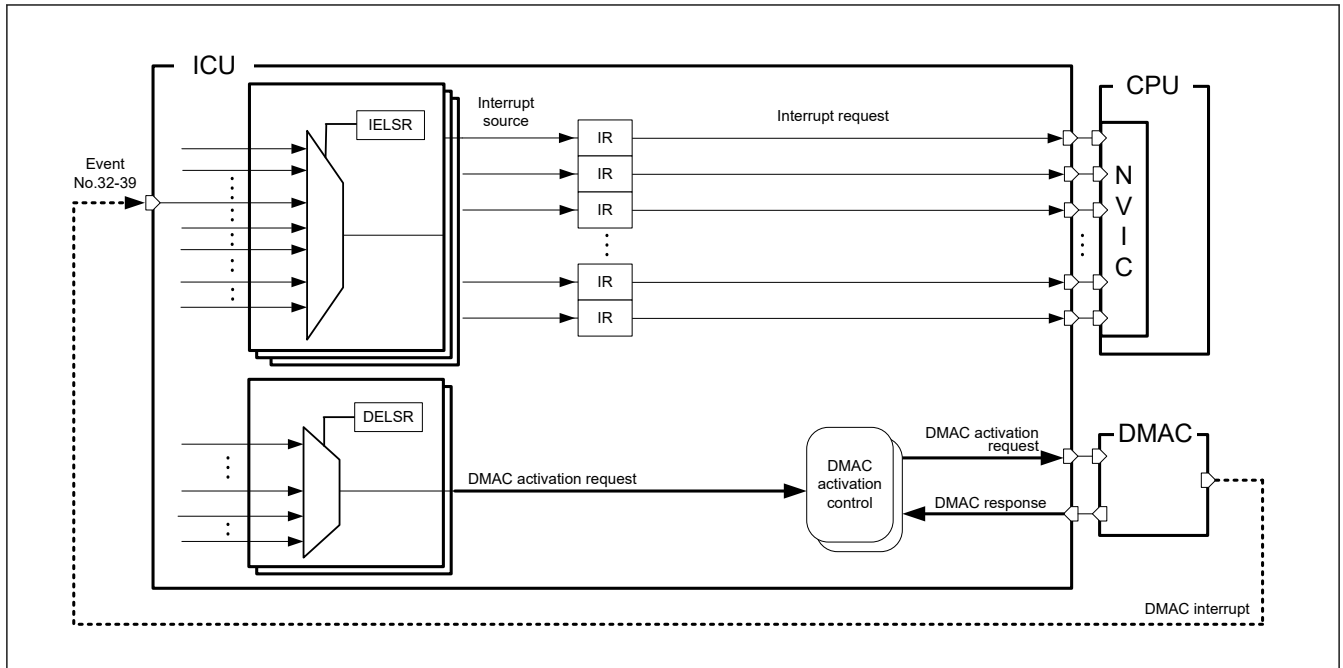 ICU
CPU
IELSR
Interrupt
source
Interrupt request
IR
IR
IR
IR
IR
N
V
I
C
Event
No.32-39
DELSR
DMAC activation request
DMAC
activation
control
DMAC activation
request
DMAC response
DMAC
DMAC interrupt